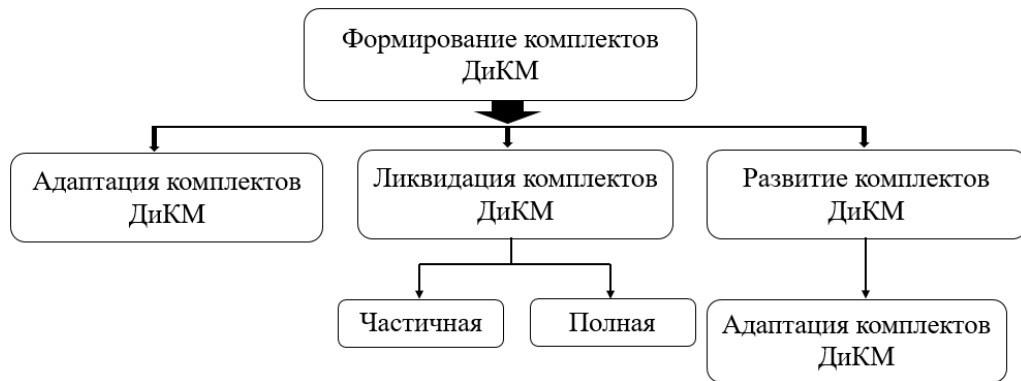 Формирование комплектов
ДиКМ
Адаптация комплектов
ДиКМ
Ликвидация комплектов
ДиКМ
Развитие комплектов
ДиКМ
Частичная
Полная
Адаптация комплектов
ДиКМ